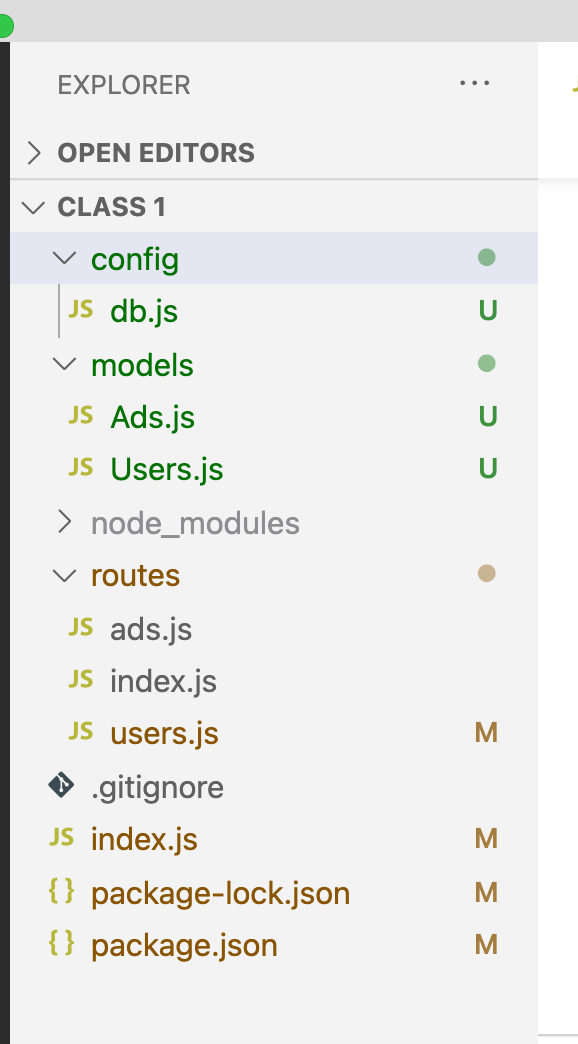 EXPLORER ...
OPEN EDITORS
CLASS 1
config
JS db.js U
models
JS Ads.js U
JS Users.js U
node_modules
routes
JS ads.js
JS index.js
JS users.js M
.gitignore
JS index.js M
{} package-lock.json M
{} package.json M